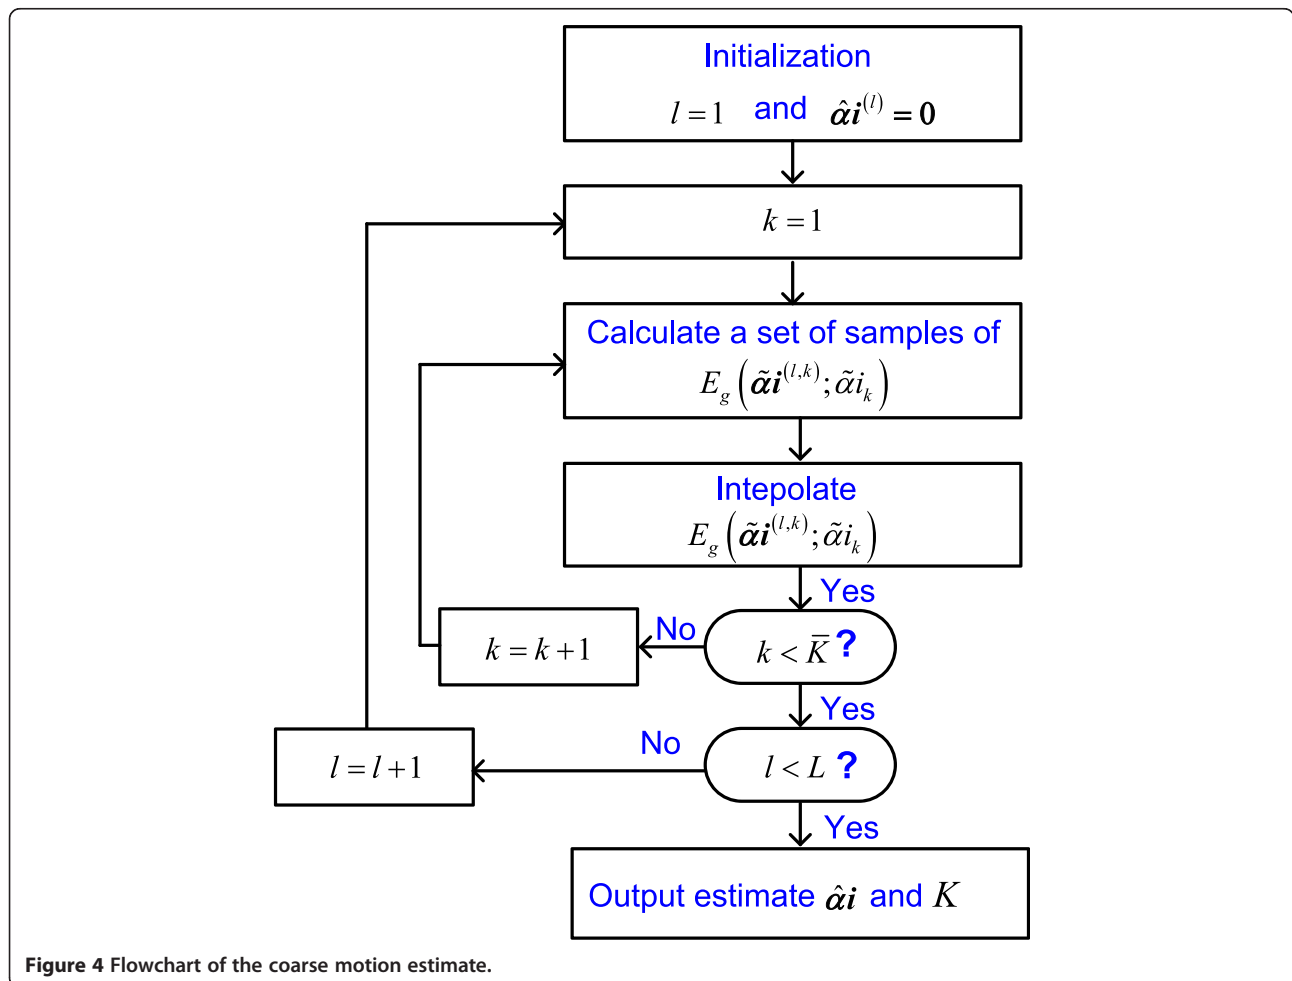 Initialization
l = 1 and α̂i⁽ˡ⁾ = 0
k = 1
Calculate a set of samples of
E_g (α̃i⁽ˡ,ᵏ⁾; α̃i_k)
Intepolate
E_g (α̃i⁽ˡ,ᵏ⁾; α̃i_k)
Yes
k = k + 1
No
k < K̅ ?
Yes
l = l + 1
No
l < L ?
Yes
Output estimate α̂i and K
Figure 4 Flowchart of the coarse motion estimate.